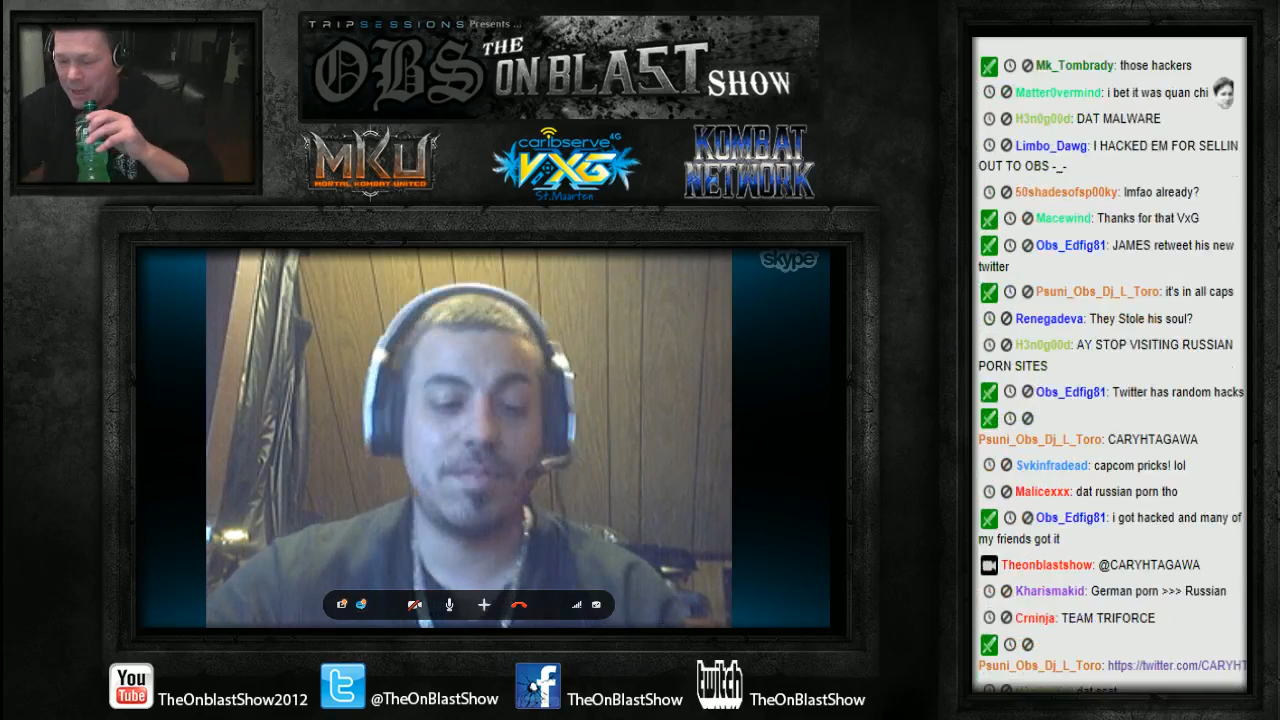 TRIPSESSIONS Presents ...
OBS THE ON BLAST SHOW
MKU
MORTAL KOMBAT UNITED
caribserve 4G
VXG
St.Maarten
KOMBAT
NETWORK
skype
Mk_Tombrady: those hackers
Matter0vermind: i bet it was quan chi
H3n0g00d: DAT MALWARE
Limbo_Dawg: I HACKED EM FOR SELLIN
OUT TO OBS -_-
50shadesofsp00ky: lmfao already?
Macewind: Thanks for that VxG
Obs_Edfig81: JAMES retweet his new
twitter
Psuni_Obs_Dj_L_Toro: it's in all caps
Renegadeva: They Stole his soul?
H3n0g00d: AY STOP VISITING RUSSIAN
PORN SITES
Obs_Edfig81: Twitter has random hacks
Psuni_Obs_Dj_L_Toro: CARYHTAGAWA
Svkinfradead: capcom pricks! lol
Malicexxx: dat russian porn tho
Obs_Edfig81: i got hacked and many of
my friends got it
Theonblastshow: @CARYHTAGAWA
Kharismakid: German porn >>> Russian
Crninja: TEAM TRIFORCE
Psuni_Obs_Dj_L_Toro: https://twitter.com/CARYHT
You Tube TheOnBlastShow2012
@TheOnBlastShow
TheOnBlastShow
twitch TheOnBlastShow